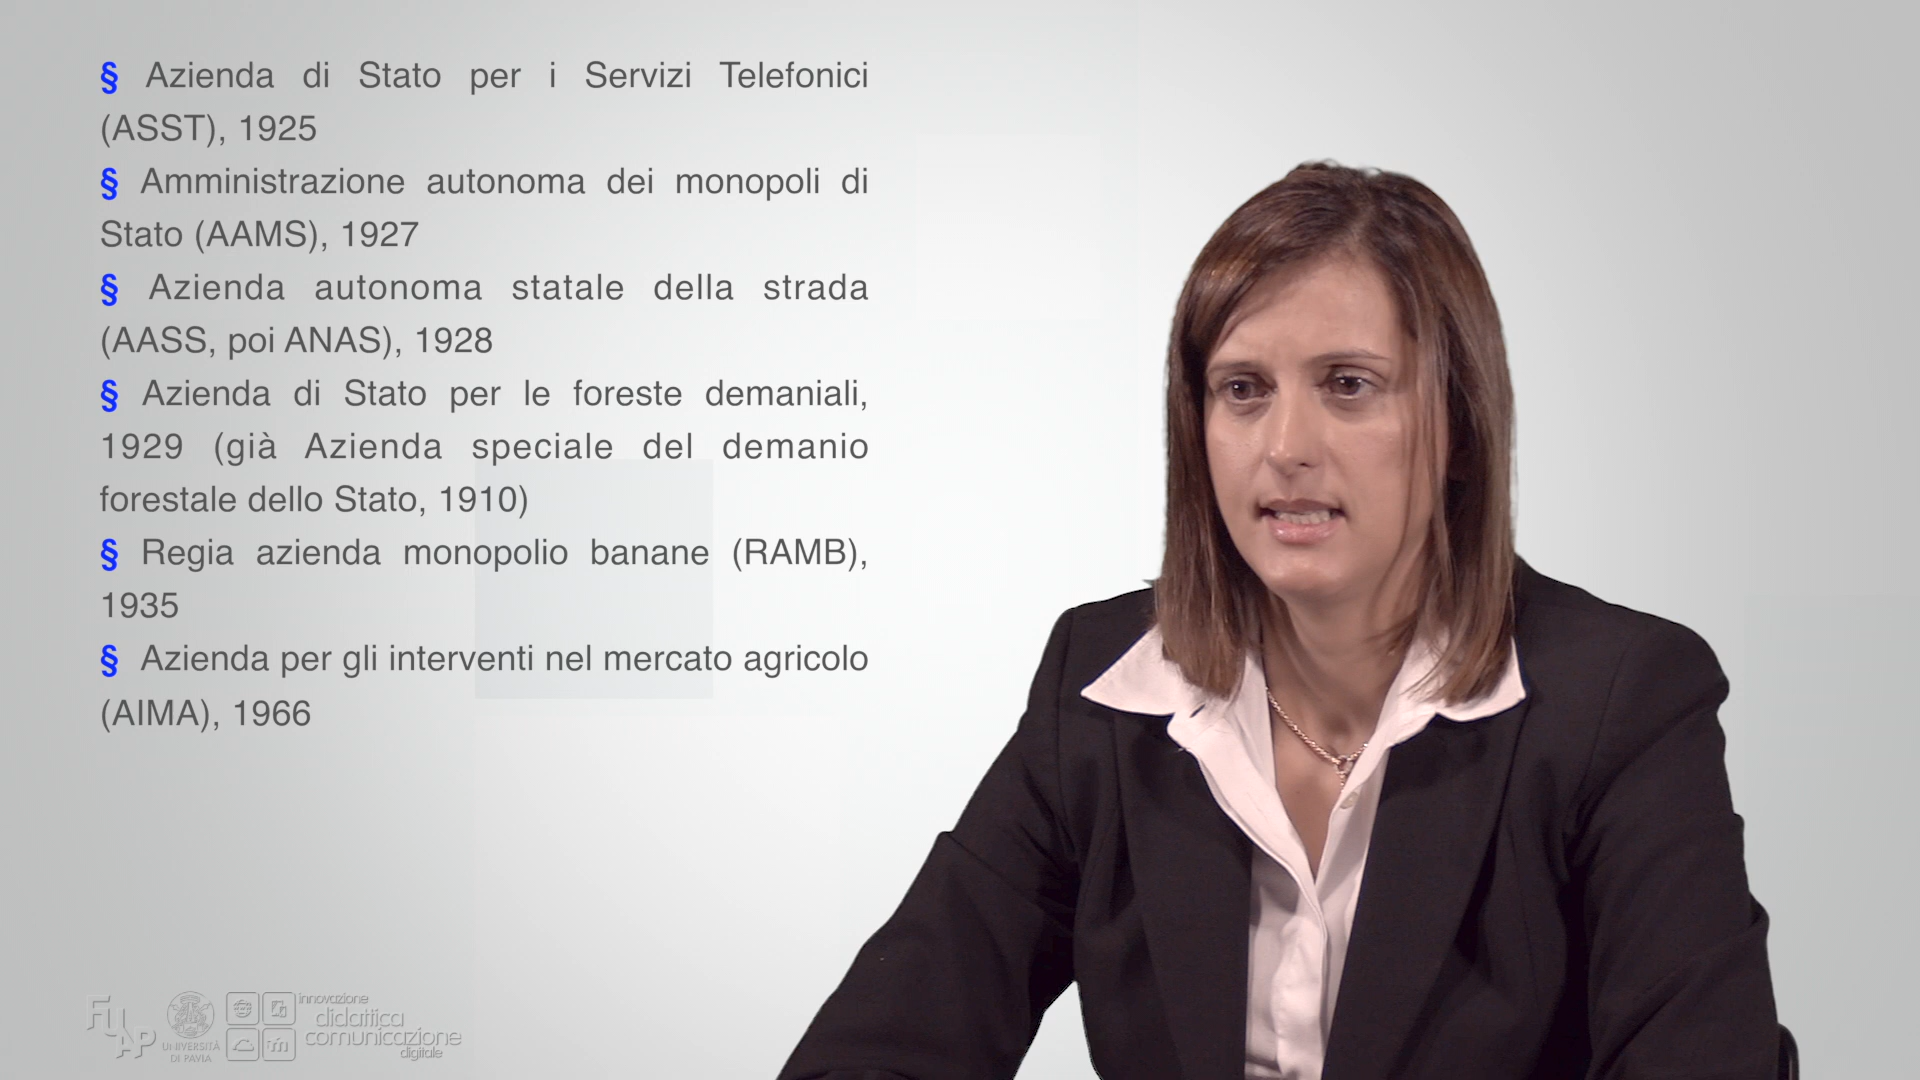 § Azienda di Stato per i Servizi Telefonici
(ASST), 1925
§ Amministrazione autonoma dei monopoli di
Stato (AAMS), 1927
§ Azienda autonoma statale della strada
(AASS, poi ANAS), 1928
§ Azienda di Stato per le foreste demaniali,
1929 (già Azienda speciale del demanio
forestale dello Stato, 1910)
§ Regia azienda monopolio banane (RAMB),
1935
§ Azienda per gli interventi nel mercato agricolo
(AIMA), 1966
UNIVERSITÀ
DI PAVIA
innovazione
didattica
comunicazione
digitale